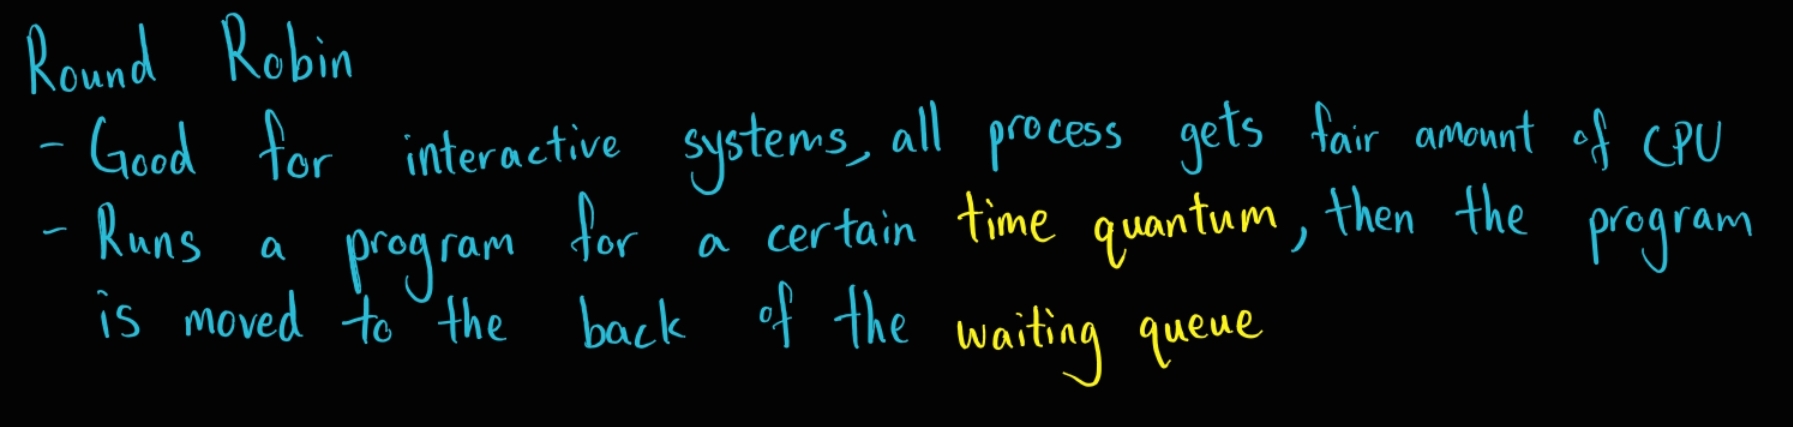 Round Robin
- Good for interactive systems, all process gets fair amount of CPU
- Runs a program for a certain time quantum, then the program
is moved to the back of the waiting queue